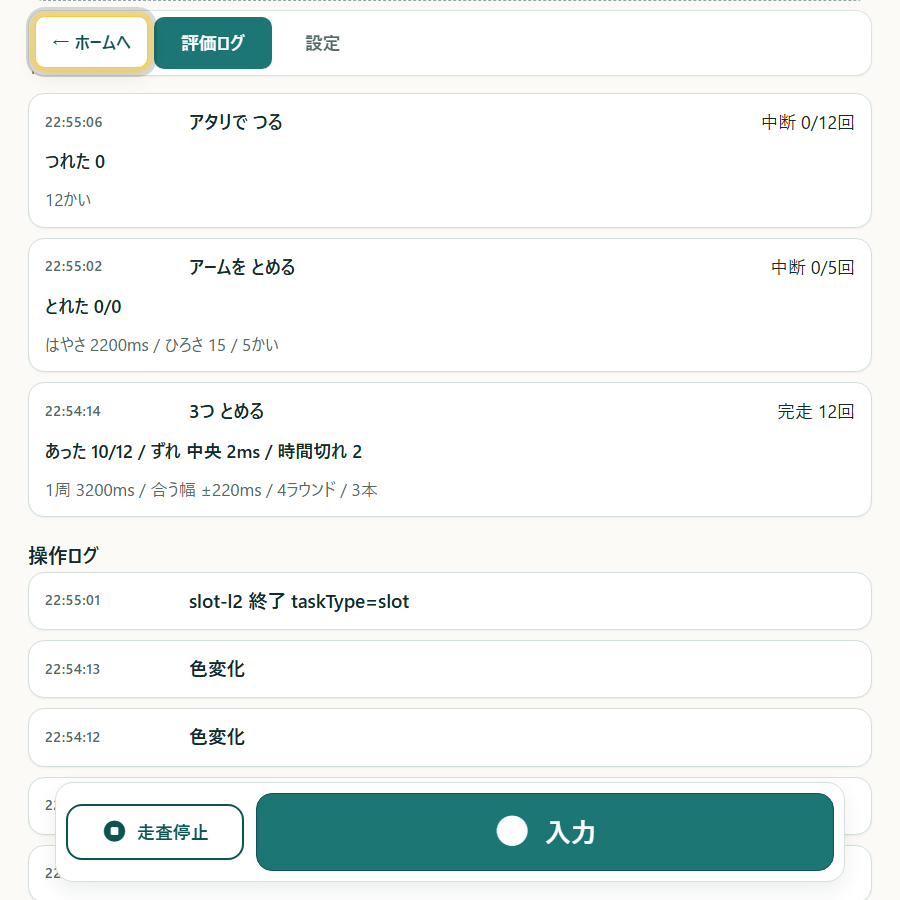 ← ホームへ 評価ログ 設定
22:55:06 アタリで つる 中断 0/12回
つれた 0
12かい
22:55:02 アームを とめる 中断 0/5回
とれた 0/0
はやさ 2200ms / ひろさ 15 / 5かい
22:54:14 3つ とめる 完走 12回
あった 10/12 / ずれ 中央 2ms / 時間切れ 2
1周 3200ms / 合う幅 ±220ms / 4ラウンド / 3本
操作ログ
22:55:01 slot-l2 終了 taskType=slot
22:54:13 色変化
22:54:12 色変化
走査停止 入力